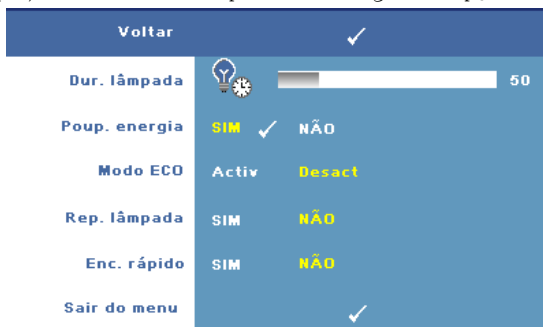 Voltar
Dur. lâmpada 50
Poup. energia SIM NÃO
Modo ECO Activ Desact
Rep. lâmpada SIM NÃO
Enc. rápido SIM NÃO
Sair do menu